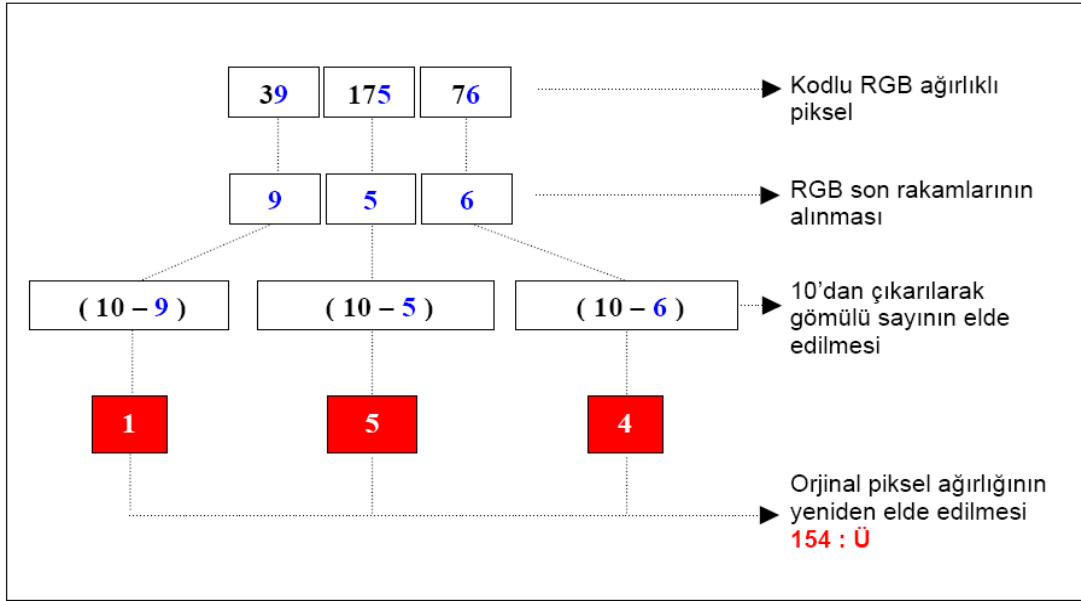 39 175 76
Kodlu RGB ağırlıklı
piksel
9 5 6
RGB son rakamlarının
alınması
( 10 – 9 ) ( 10 – 5 ) ( 10 – 6 )
10’dan çıkarılarak
gömülü sayının elde
edilmesi
1 5 4
Orjinal piksel ağırlığının
yeniden elde edilmesi
154 : Ü